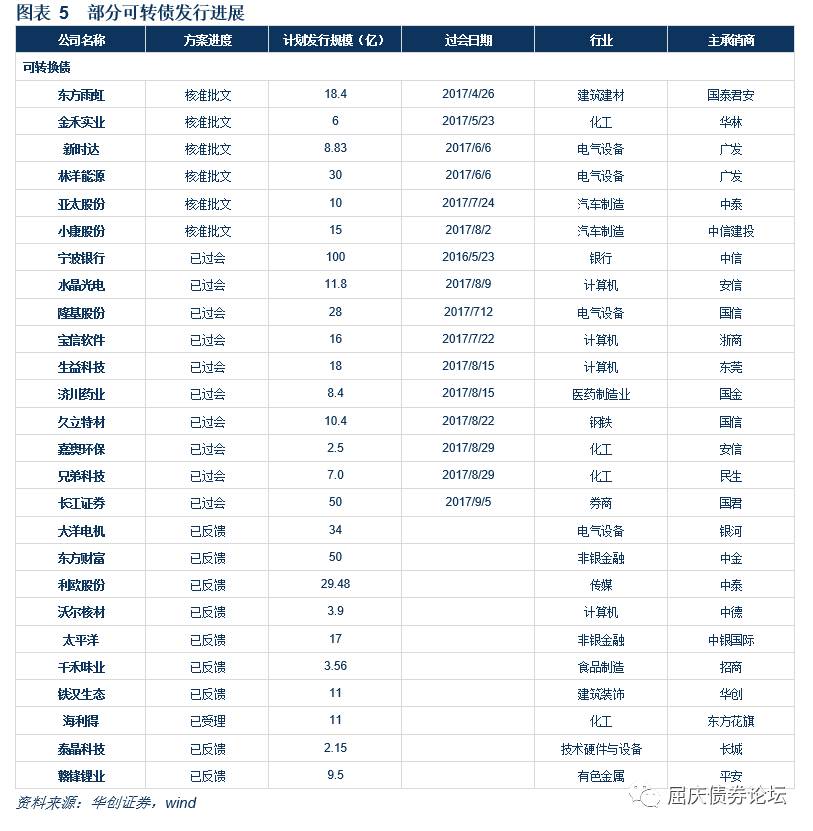 图表 5 部分可转债发行进展
公司名称 方案进度 计划发行规模（亿） 过会日期 行业 主承销商
可转换债
东方雨虹 核准批文 18.4 2017/4/26 建筑建材 国泰君安
金禾实业 核准批文 6 2017/5/23 化工 华林
新时达 核准批文 8.83 2017/6/6 电气设备 广发
林洋能源 核准批文 30 2017/6/6 电气设备 广发
亚太股份 核准批文 10 2017/7/24 汽车制造 中泰
小康股份 核准批文 15 2017/8/2 汽车制造 中信建投
宁波银行 已过会 100 2016/5/23 银行 中信
水晶光电 已过会 11.8 2017/8/9 计算机 安信
隆基股份 已过会 28 2017/712 电气设备 国信
宝信软件 已过会 16 2017/7/22 计算机 浙商
生益科技 已过会 18 2017/8/15 计算机 东莞
济川药业 已过会 8.4 2017/8/15 医药制造业 国金
久立特材 已过会 10.4 2017/8/22 钢铁 国信
嘉澳环保 已过会 2.5 2017/8/29 化工 安信
兄弟科技 已过会 7.0 2017/8/29 化工 民生
长江证券 已过会 50 2017/9/5 券商 国君
大洋电机 已反馈 34 电气设备 银河
东方财富 已反馈 50 非银金融 中金
利欧股份 已反馈 29.48 传媒 中泰
沃尔核材 已反馈 3.9 计算机 中德
太平洋 已反馈 17 非银金融 中银国际
千禾味业 已反馈 3.56 食品制造 招商
铁汉生态 已反馈 11 建筑装饰 华创
海利得 已受理 11 化工 东方花旗
泰晶科技 已反馈 2.15 技术硬件与设备 长城
赣锋锂业 已反馈 9.5 有色金属 平安
资料来源：华创证券，wind
屈庆债券论坛